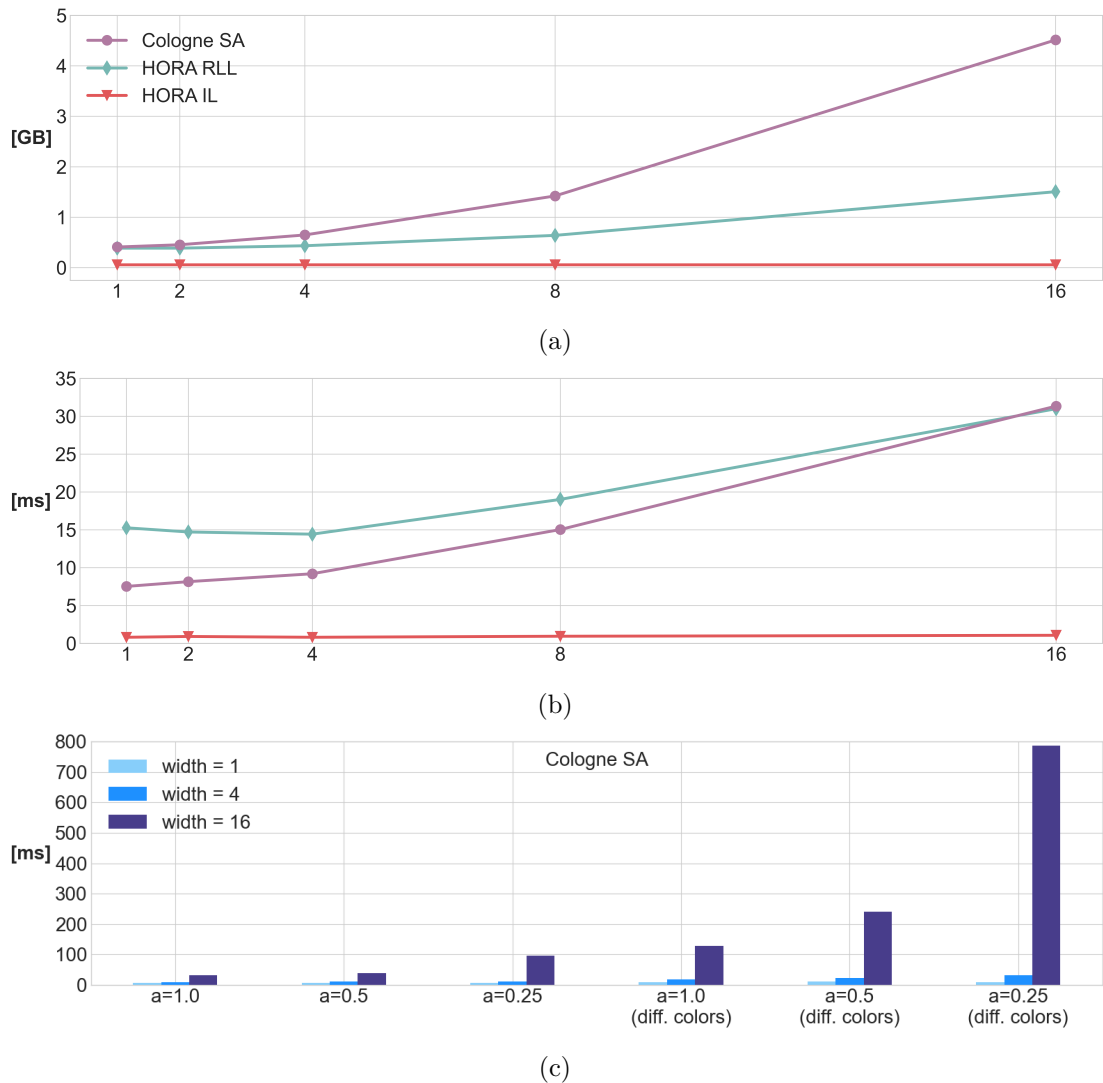 5
Cologne SA
HORA RLL
4
HORA IL
3
[GB]
2
1
0
1 2 4 8 16
(a)
35
30
25
[ms] 20
15
10
5
0
1 2 4 8 16
(b)
800
Cologne SA
width = 1
700
width = 4
600
width = 16
500
[ms]
400
300
200
100
0
a=1.0 a=0.5 a=0.25 a=1.0 a=0.5 a=0.25
(diff. colors) (diff. colors) (diff. colors)
(c)